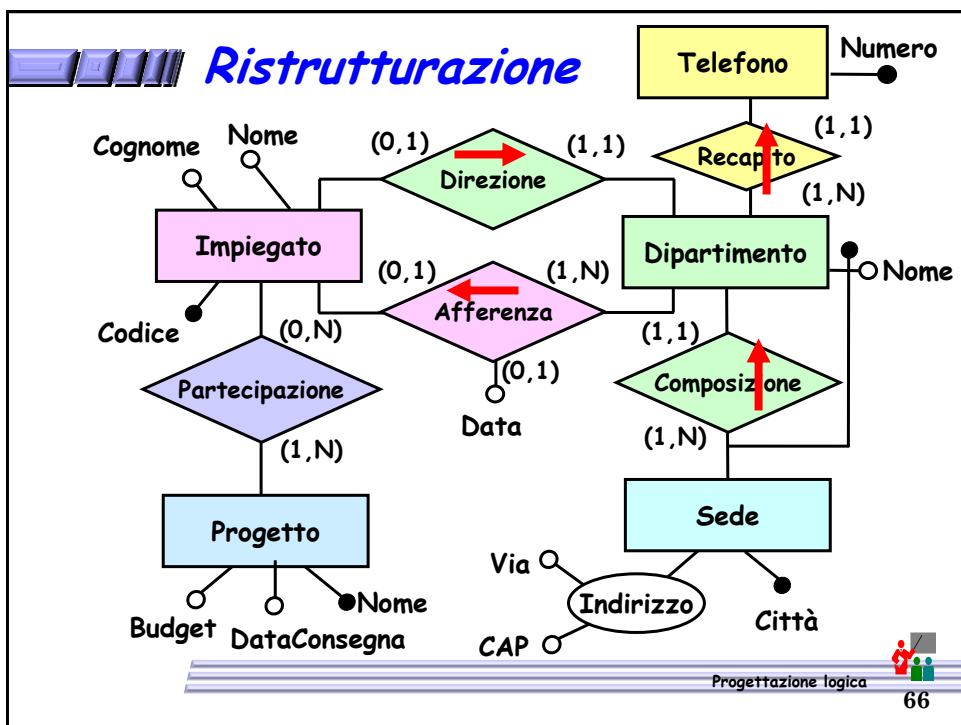 Ristrutturazione
Telefono
Numero
(1,1)
Recapito
(1,N)
Nome
Cognome
(0,1)
(1,1)
Direzione
Impiegato
Dipartimento
Nome
(0,1)
(1,N)
Afferenza
Codice
(0,N)
(0,1)
Data
(1,1)
Partecipazione
Composizione
(1,N)
(1,N)
Progetto
Sede
Budget
DataConsegna
Nome
Via
Indirizzo
CAP
Città
Progettazione logica
66